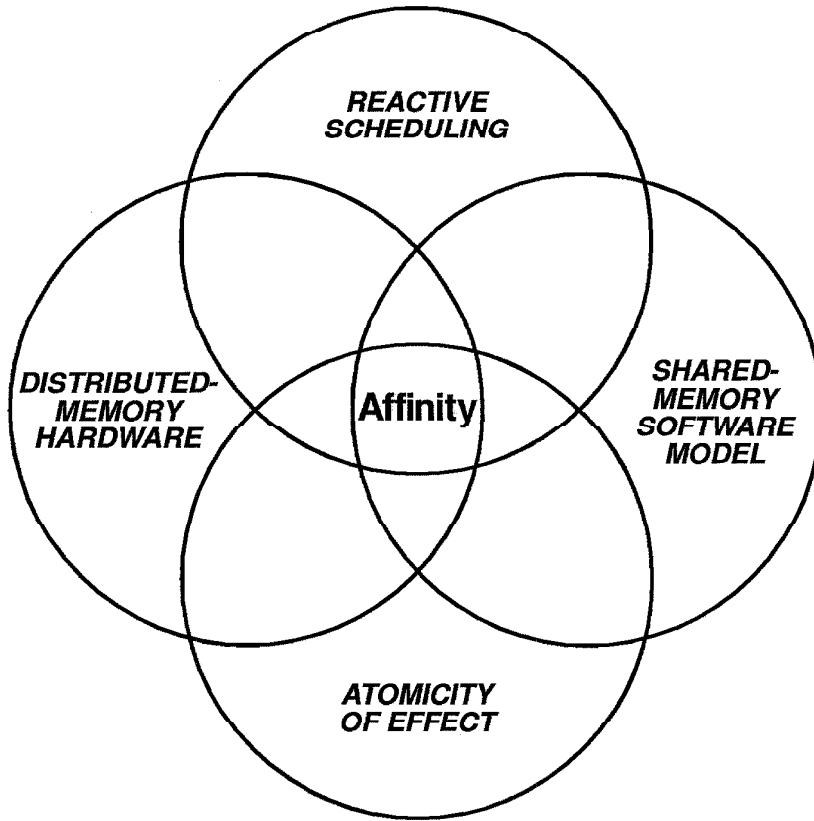 REACTIVE
SCHEDULING
DISTRIBUTED-
MEMORY
HARDWARE
Affinity
SHARED-
MEMORY
SOFTWARE
MODEL
ATOMICITY
OF EFFECT